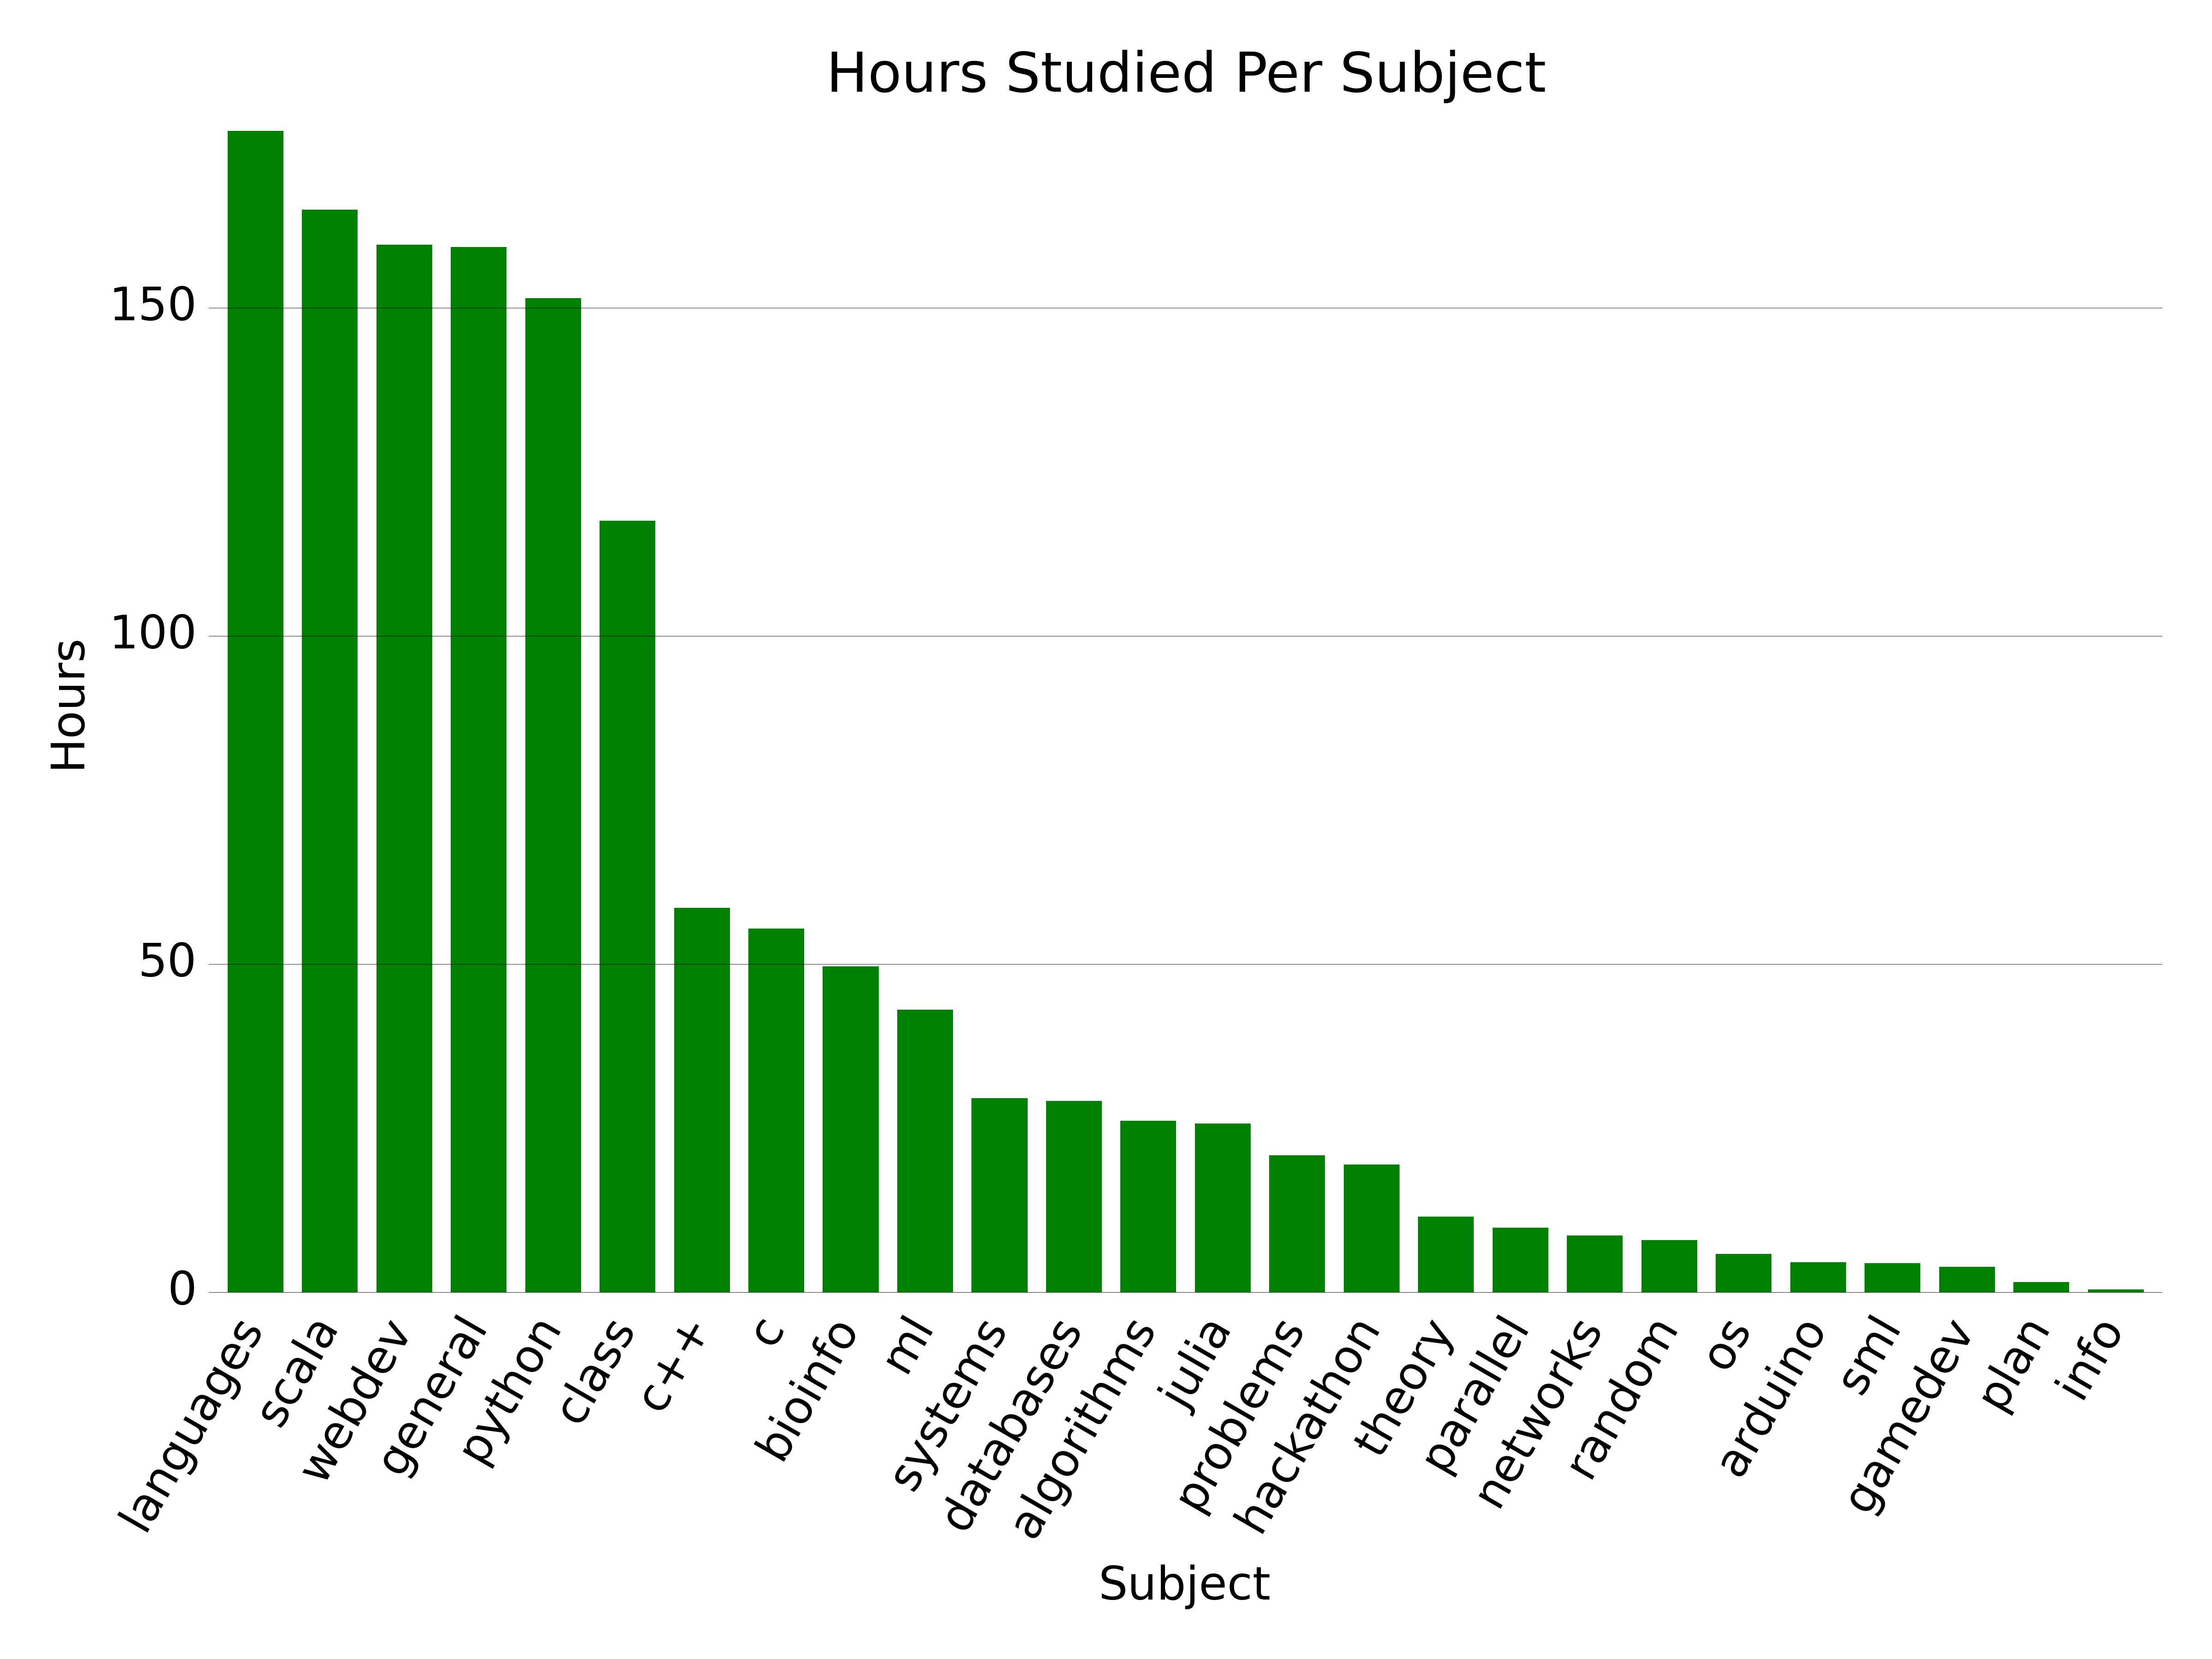 Hours Studied Per Subject
150
100
50
0
Hours
languages
scala
webdev
general
python
class
c++
c
bioinfo
ml
systems
databases
algorithms
julia
problems
hackathon
theory
parallel
networks
random
os
arduino
sml
gamedev
plan
info
Subject